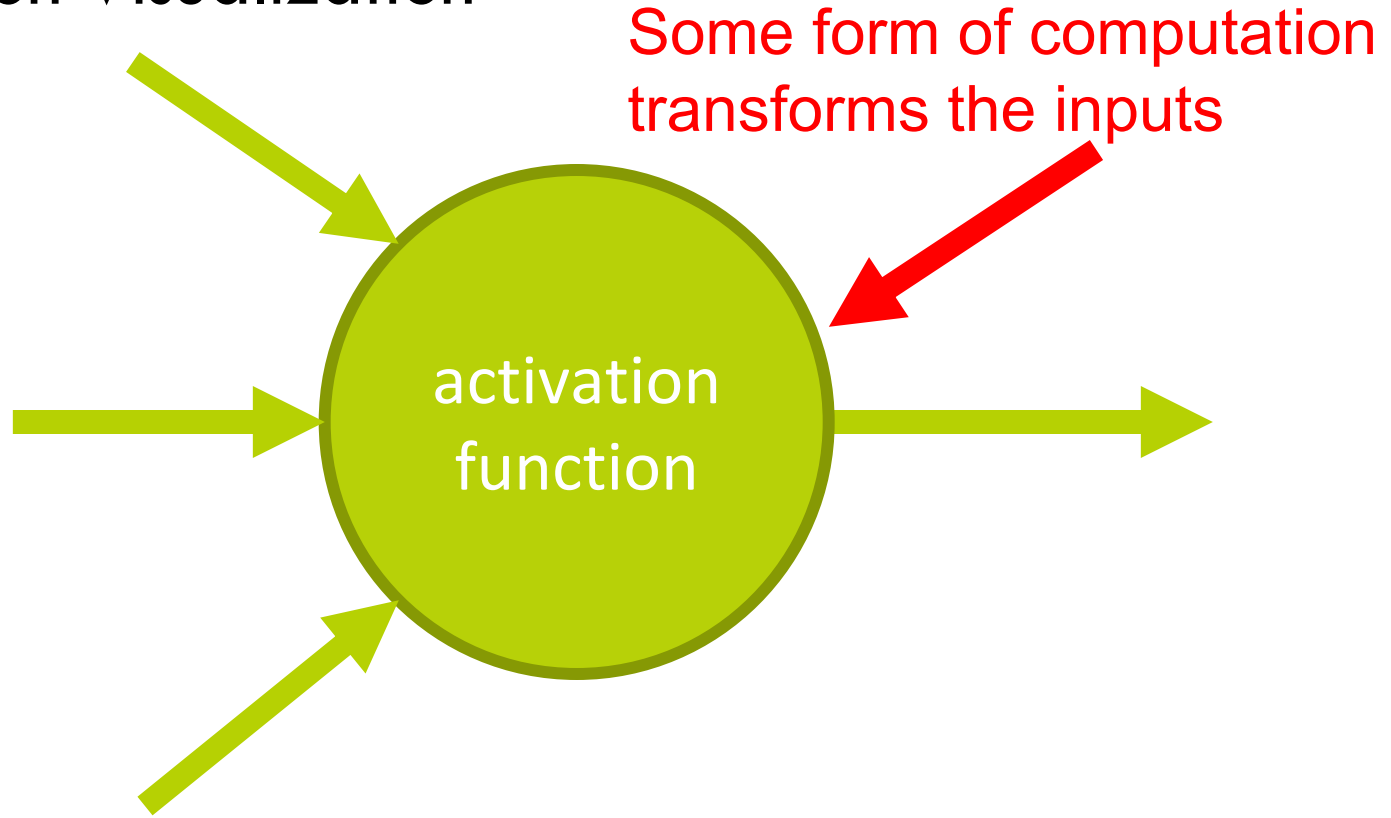 Some form of computation
transforms the inputs
activation
function